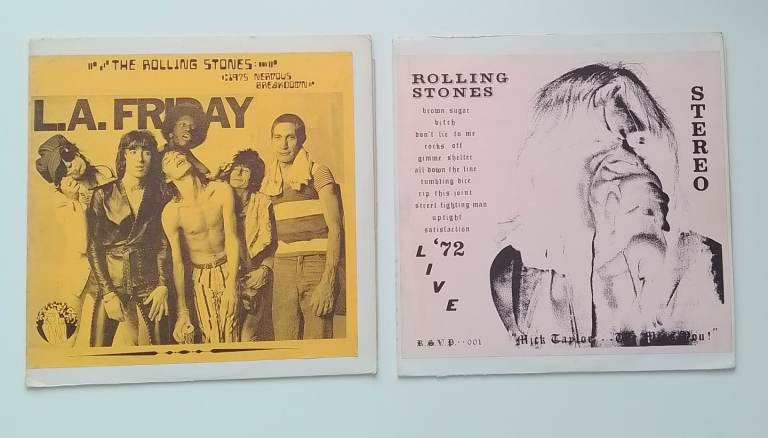 THE ROLLING STONES:
:1975 NERVOUS
BREAKDOWN
L.A. FRIDAY
ROLLING
STONES
brown sugar
bitch
don't lie to me
rocks off
gimme shelter
all down the line
tumbling dice
rip this joint
street fighting man
uptight
satisfaction
STEREO
'72
LIVE
R.S.V.P.··001
"Mick Taylor ... You!"